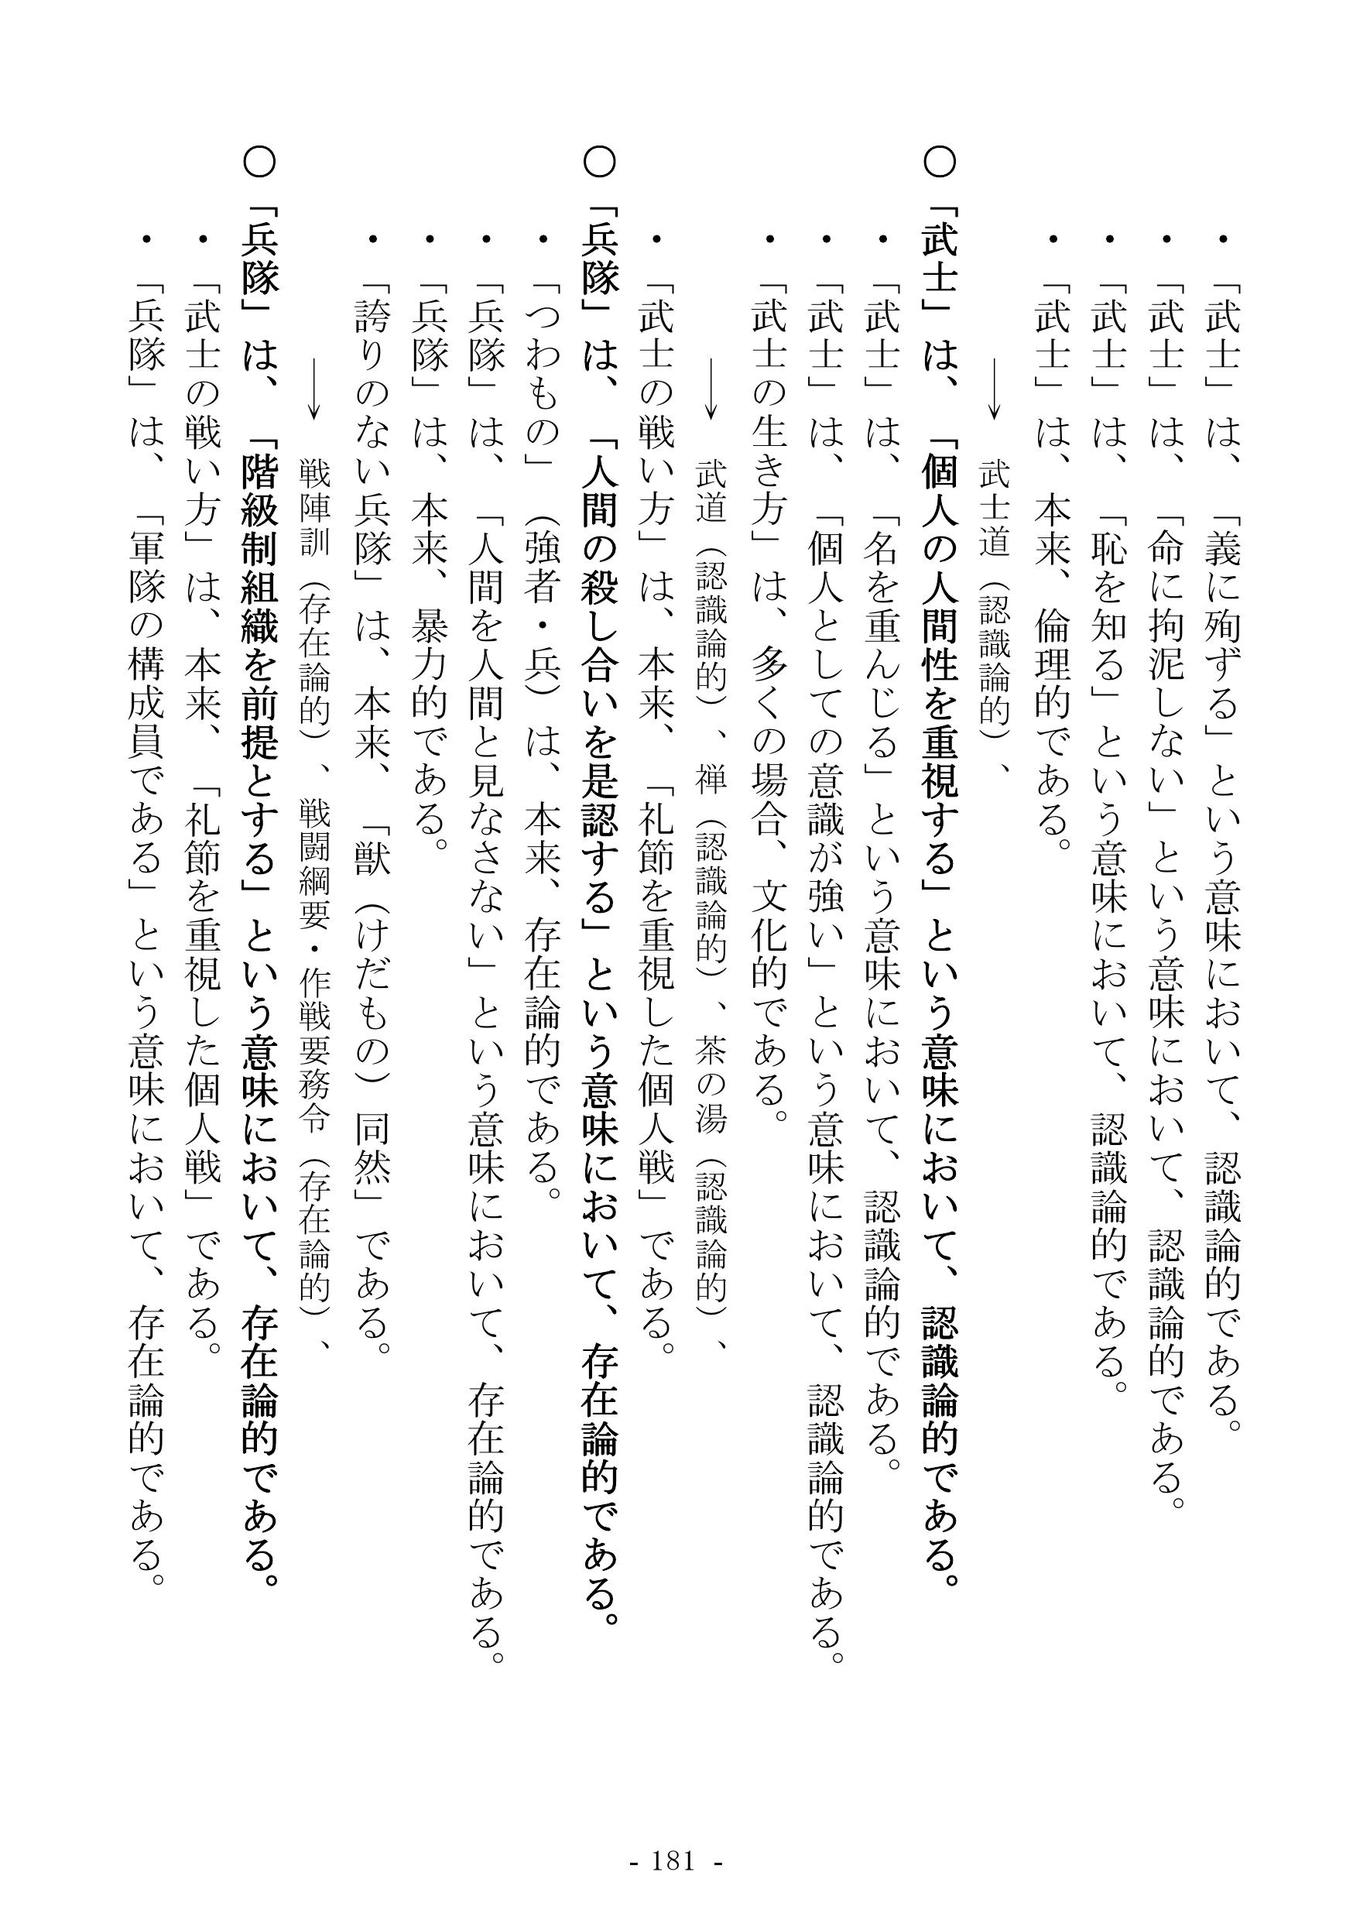 ・「武士」は、「義に殉ずる」という意味において、認識論的である。
・「武士」は、「命に拘泥しない」という意味において、認識論的である。
・「武士」は、「恥を知る」という意味において、認識論的である。
・「武士」は、本来、倫理的である。
→ 武士道（認識論的）、
○「武士」は、「個人の人間性を重視する」という意味において、認識論的である。
・「武士」は、「名を重んじる」という意味において、認識論的である。
・「武士」は、「個人としての意識が強い」という意味において、認識論的である。
・「武士の生き方」は、多くの場合、文化的である。
→ 武道（認識論的）、禅（認識論的）、茶の湯（認識論的）、
・「武士の戦い方」は、本来、「礼節を重視した個人戦」である。
○「兵隊」は、「人間の殺し合いを是認する」という意味において、存在論的である。
・「つわもの」（強者・兵）は、本来、存在論的である。
・「兵隊」は、「人間を人間と見なさない」という意味において、存在論的である。
・「兵隊」は、本来、暴力的である。
・「誇りのない兵隊」は、本来、「獣（けだもの）同然」である。
→ 戦陣訓（存在論的）、戦闘綱要・作戦要務令（存在論的）、
○「兵隊」は、「階級制組織を前提とする」という意味において、存在論的である。
・「武士の戦い方」は、本来、「礼節を重視した個人戦」である。
・「兵隊」は、「軍隊の構成員である」という意味において、存在論的である。
- 181 -